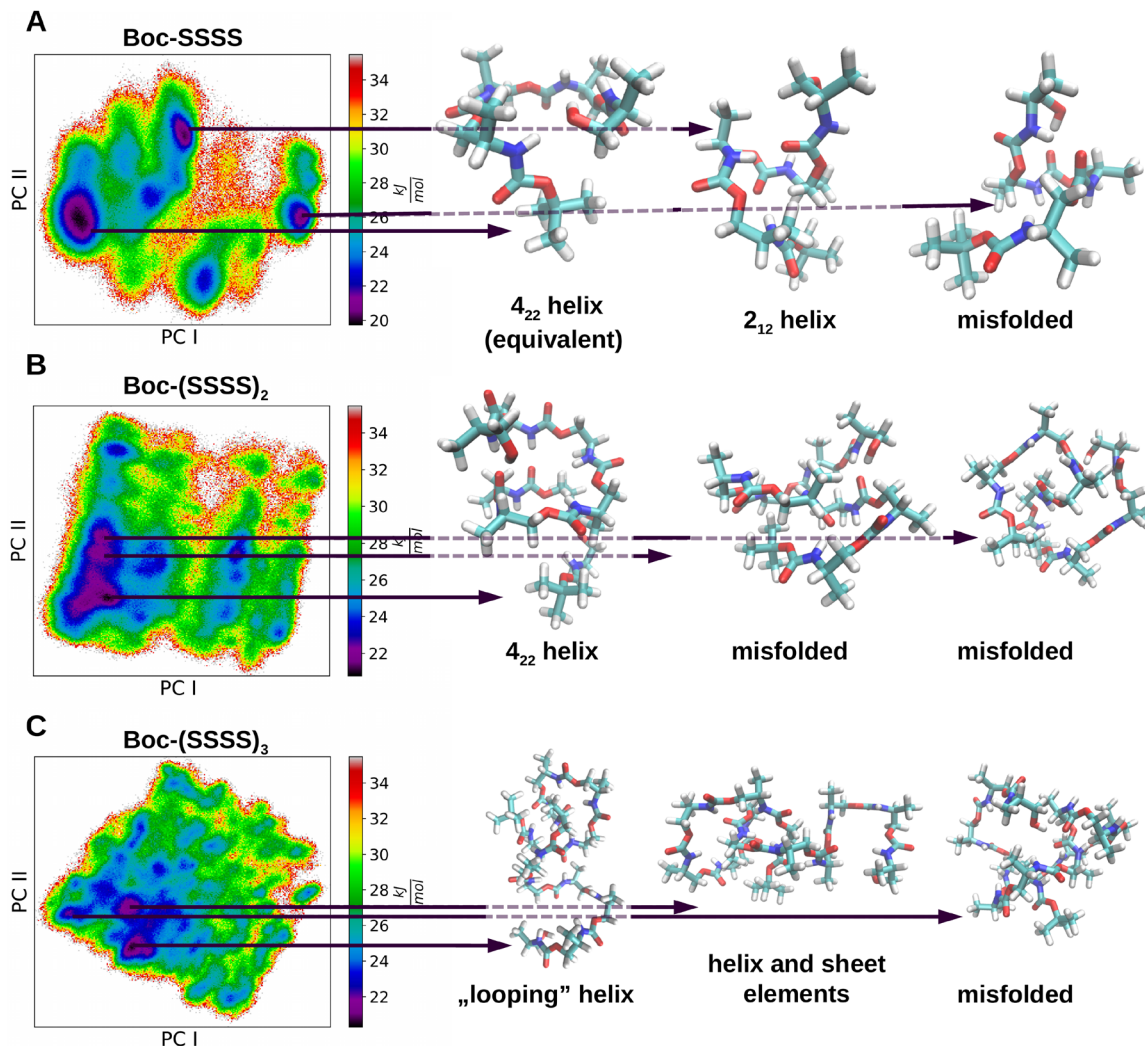 A
Boc-SSSS
PC II
PC I
34
32
30
28
26
24
22
20
kJ
mol
4₂₂ helix
(equivalent)
2₁₂ helix
misfolded
B
Boc-(SSSS)₂
PC II
PC I
34
32
30
28
26
24
22
mol
4₂₂ helix
misfolded
misfolded
C
Boc-(SSSS)₃
PC II
PC I
34
32
30
28
26
24
22
kJ
mol
„looping” helix
helix and sheet
elements
misfolded